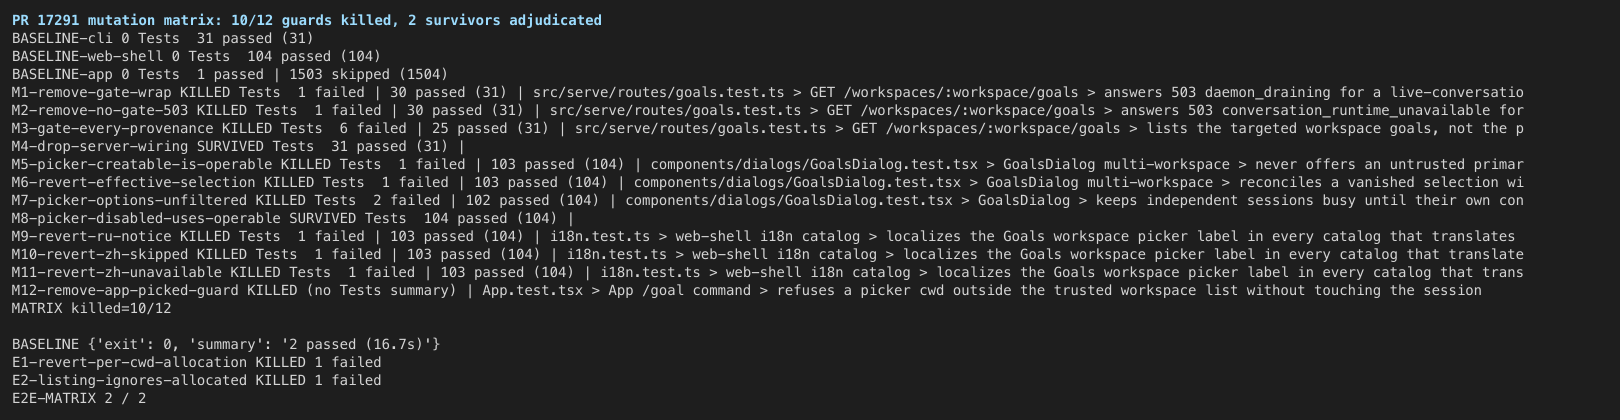 PR 17291 mutation matrix: 10/12 guards killed, 2 survivors adjudicated
BASELINE-cli 0 Tests  31 passed (31)
BASELINE-web-shell 0 Tests  104 passed (104)
BASELINE-app 0 Tests  1 passed | 1503 skipped (1504)
M1-remove-gate-wrap KILLED Tests  1 failed | 30 passed (31) | src/serve/routes/goals.test.ts > GET /workspaces/:workspace/goals > answers 503 daemon_draining for a live-conversatio
M2-remove-no-gate-503 KILLED Tests  1 failed | 30 passed (31) | src/serve/routes/goals.test.ts > GET /workspaces/:workspace/goals > answers 503 conversation_runtime_unavailable for
M3-gate-every-provenance KILLED Tests  6 failed | 25 passed (31) | src/serve/routes/goals.test.ts > GET /workspaces/:workspace/goals > lists the targeted workspace goals, not the p
M4-drop-server-wiring SURVIVED Tests  31 passed (31) |
M5-picker-creatable-is-operable KILLED Tests  1 failed | 103 passed (104) | components/dialogs/GoalsDialog.test.tsx > GoalsDialog multi-workspace > never offers an untrusted primar
M6-revert-effective-selection KILLED Tests  1 failed | 103 passed (104) | components/dialogs/GoalsDialog.test.tsx > GoalsDialog multi-workspace > reconciles a vanished selection wi
M7-picker-options-unfiltered KILLED Tests  2 failed | 102 passed (104) | components/dialogs/GoalsDialog.test.tsx > GoalsDialog > keeps independent sessions busy until their own con
M8-picker-disabled-uses-operable SURVIVED Tests  104 passed (104) |
M9-revert-ru-notice KILLED Tests  1 failed | 103 passed (104) | i18n.test.ts > web-shell i18n catalog > localizes the Goals workspace picker label in every catalog that translates
M10-revert-zh-skipped KILLED Tests  1 failed | 103 passed (104) | i18n.test.ts > web-shell i18n catalog > localizes the Goals workspace picker label in every catalog that translate
M11-revert-zh-unavailable KILLED Tests  1 failed | 103 passed (104) | i18n.test.ts > web-shell i18n catalog > localizes the Goals workspace picker label in every catalog that trans
M12-remove-app-picked-guard KILLED (no Tests summary) | App.test.tsx > App /goal command > refuses a picker cwd outside the trusted workspace list without touching the session
MATRIX killed=10/12
BASELINE {'exit': 0, 'summary': '2 passed (16.7s)'}
E1-revert-per-cwd-allocation KILLED 1 failed
E2-listing-ignores-allocated KILLED 1 failed
E2E-MATRIX 2 / 2